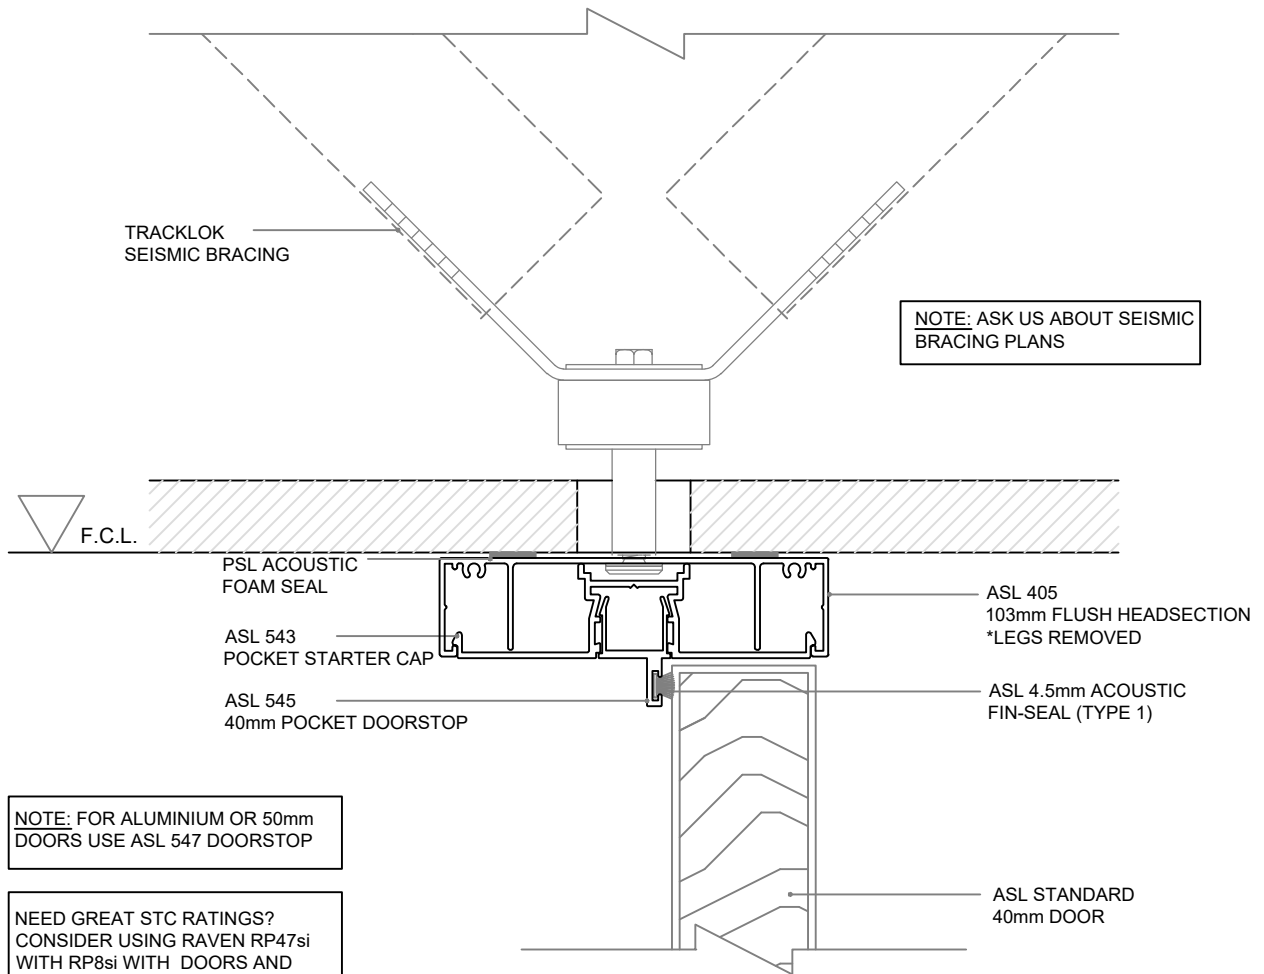 TRACKLOK
SEISMIC BRACING
NOTE: ASK US ABOUT SEISMIC
BRACING PLANS
F.C.L.
PSL ACOUSTIC
FOAM SEAL
ASL 405
103mm FLUSH HEADSECTION
*LEGS REMOVED
ASL 543
POCKET STARTER CAP
ASL 545
40mm POCKET DOORSTOP
ASL 4.5mm ACOUSTIC
FIN-SEAL (TYPE 1)
NOTE: FOR ALUMINIUM OR 50mm
DOORS USE ASL 547 DOORSTOP
ASL STANDARD
40mm DOOR
NEED GREAT STC RATINGS?
CONSIDER USING RAVEN RP47si
WITH RP8si WITH DOORS AND